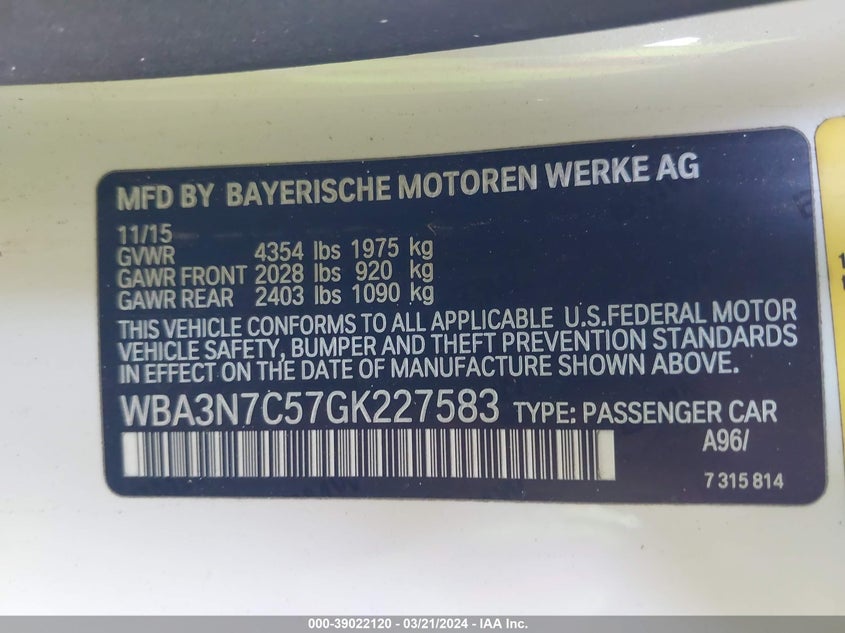 MFD BY BAYERISCHE MOTOREN WERKE AG
11/15
GVWR 4354 lbs 1975 kg
GAWR FRONT 2028 lbs 920 kg
GAWR REAR 2403 lbs 1090 kg
THIS VEHICLE CONFORMS TO ALL APPLICABLE U.S.FEDERAL MOTOR
VEHICLE SAFETY, BUMPER AND THEFT PREVENTION STANDARDS
IN EFFECT ON THE DATE OF MANUFACTURE SHOWN ABOVE.
WBA3N7C57GK227583 TYPE: PASSENGER CAR
A96/
7 315 814
000-39022120 - 03/21/2024 - IAA Inc.